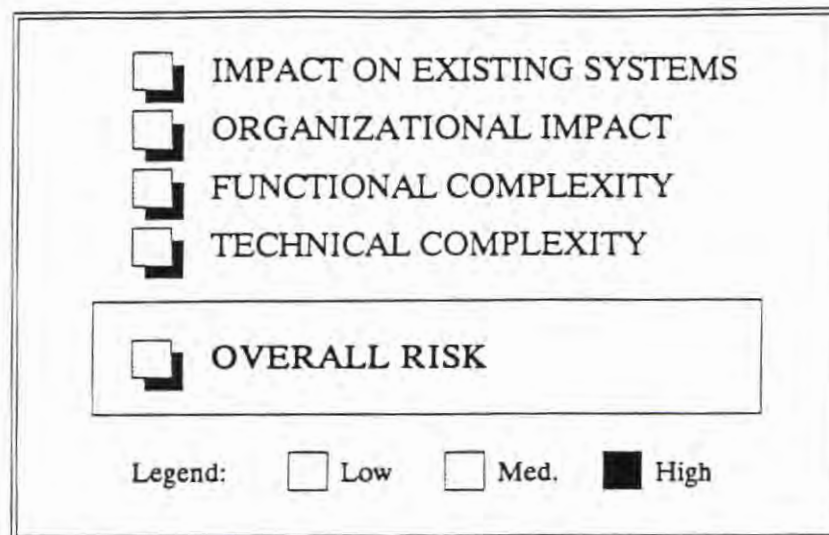 IMPACT ON EXISTING SYSTEMS
ORGANIZATIONAL IMPACT
FUNCTIONAL COMPLEXITY
TECHNICAL COMPLEXITY
OVERALL RISK
Legend: Low Med. High